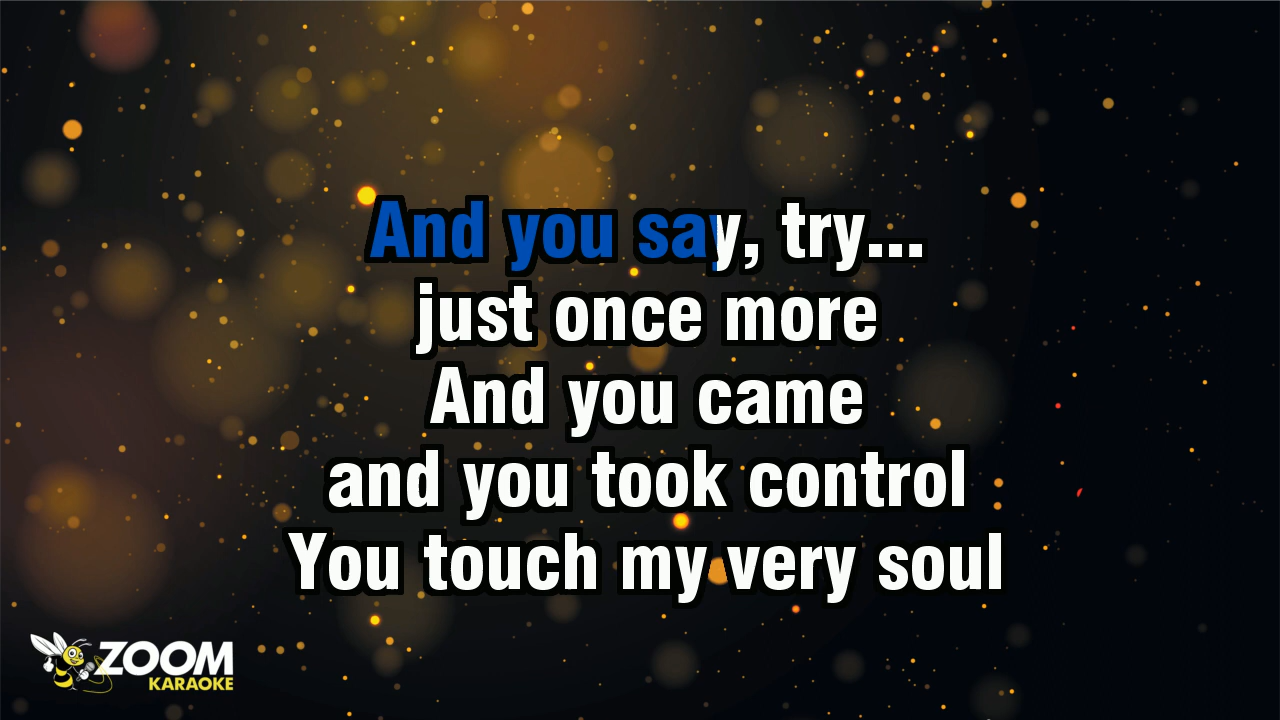 And you say, try...
just once more
And you came
and you took control
You touch my very soul
ZOOM
KARAOKE